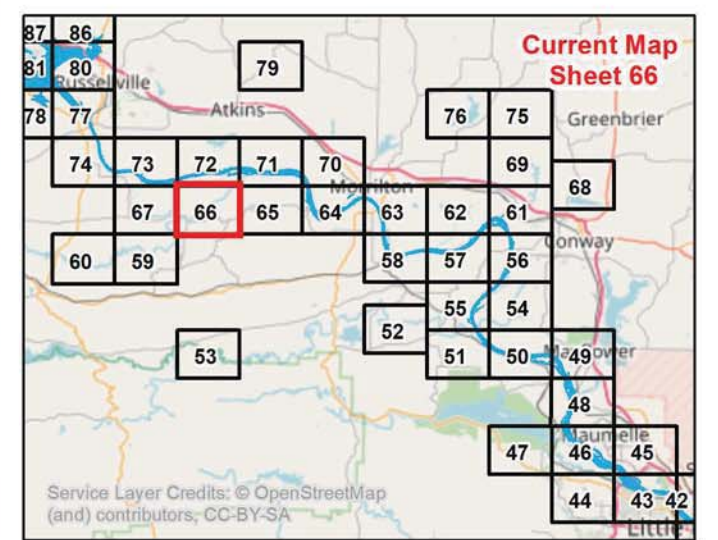 87 86
Current Map
Sheet 66
81 80
79
Russellville
78 77
Atkins
76 75
Greenbrier
74 73 72 71 70
69
Morrilton
68
67 66 65 64 63 62 61
Conway
60 59
58 57 56
55 54
52
53
51 50 49
48
Maumelle
47 46 45
Service Layer Credits: © OpenStreetMap
(and) contributors, CC-BY-SA
44 43 42
Little